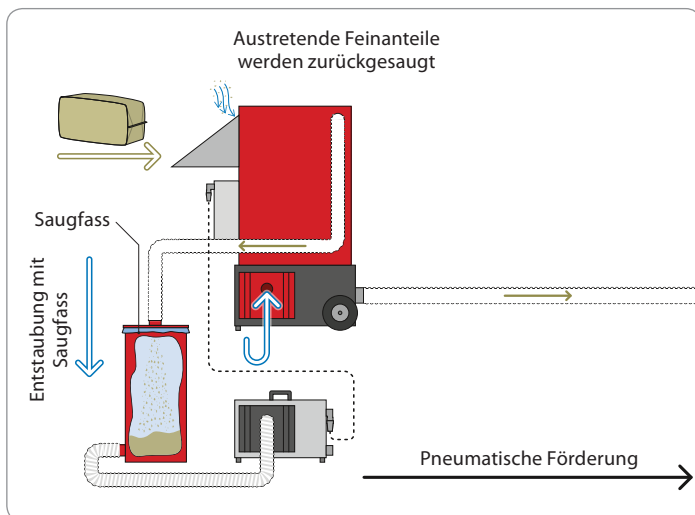 Austretende Feinanteile
werden zurückgesaugt
Saugfass
Entstaubung mit
Saugfass
Pneumatische Förderung